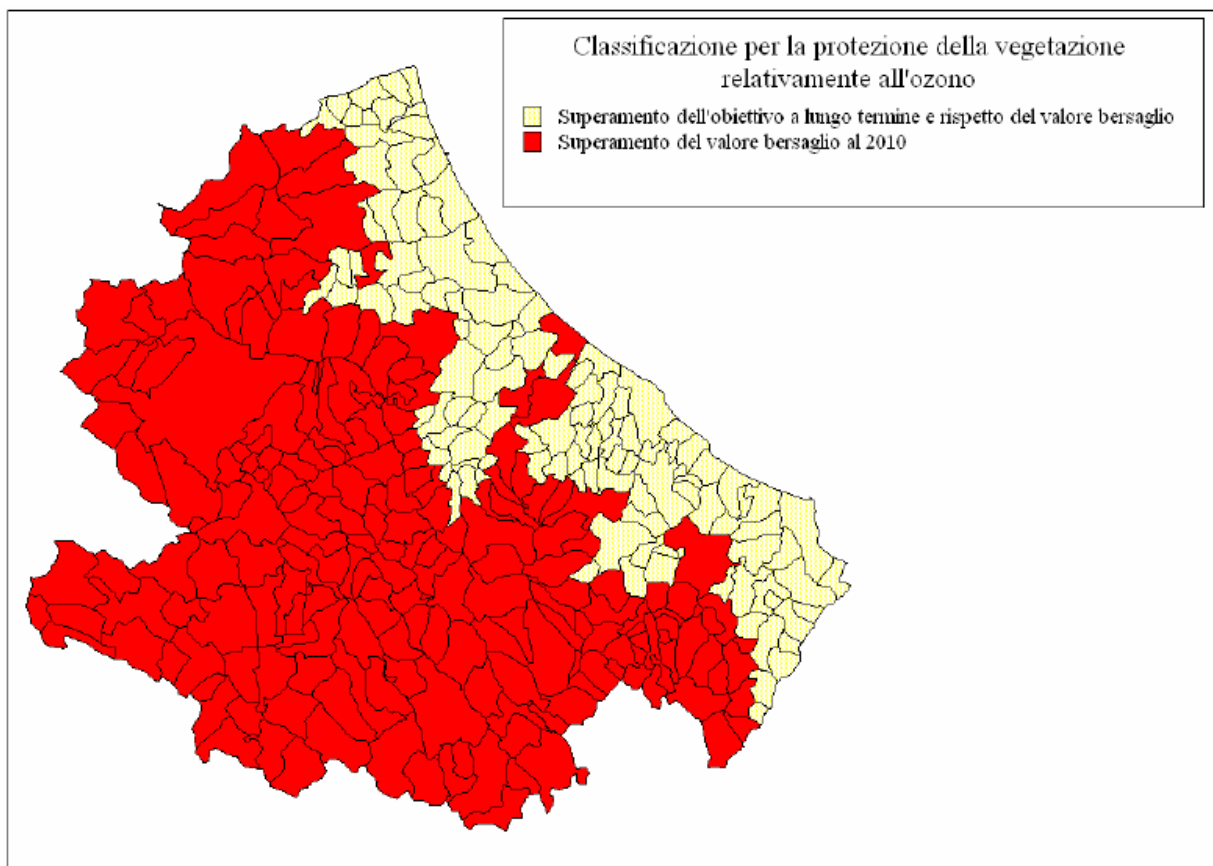 Classificazione per la protezione della vegetazione
relativamente all'ozono
Superamento dell'obiettivo a lungo termine e rispetto del valore bersaglio
Superamento del valore bersaglio al 2010